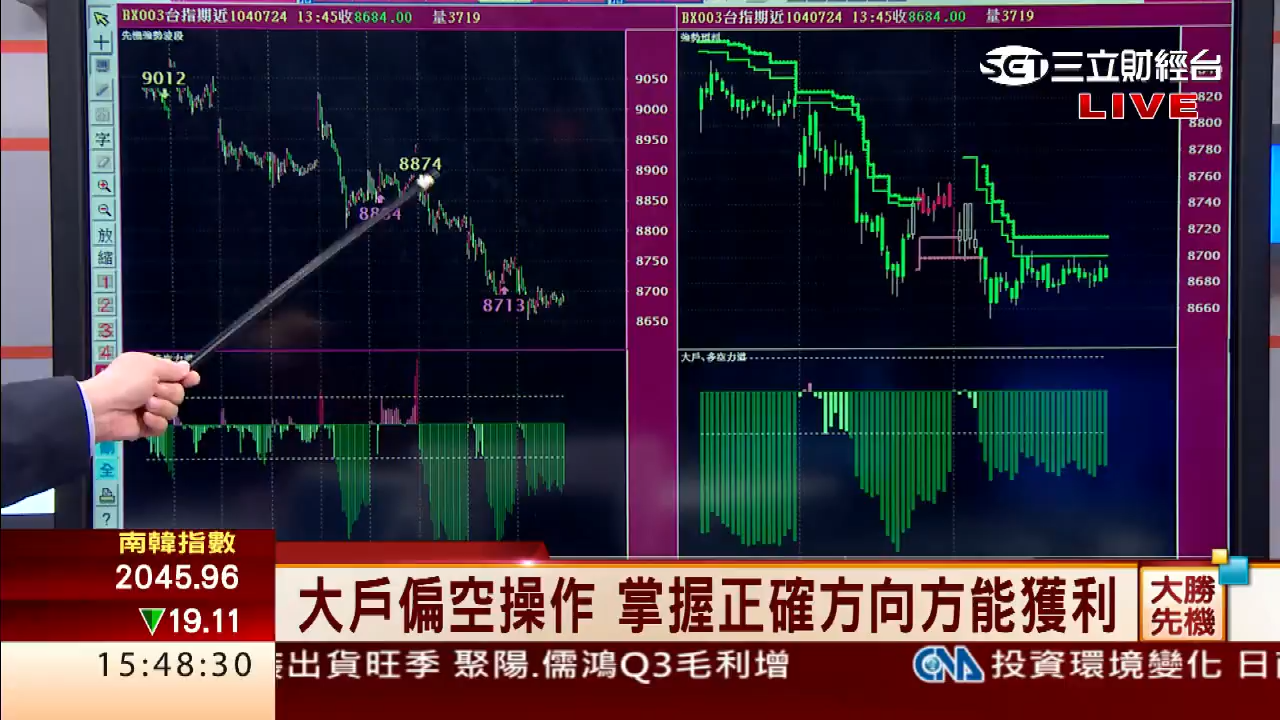 BX003台指期近1040724 13:45收8684.00 量3719
BX003台指期近1040724 13:45收8684.00 量3719
SET三立財經台
LIVE
9012
8874
8713
9050
9000
8950
8900
8850
8800
8750
8700
8650
8820
8800
8780
8760
8740
8720
8700
8680
8660
大戶、多空力道
字
放
縮
1
2
3
4
全
?
南韓指數
2045.96
▼19.11
15:48:30
大戶偏空操作 掌握正確方向方能獲利
大勝
先機
出貨旺季 聚陽.儒鴻Q3毛利增
CNA 投資環境變化 日